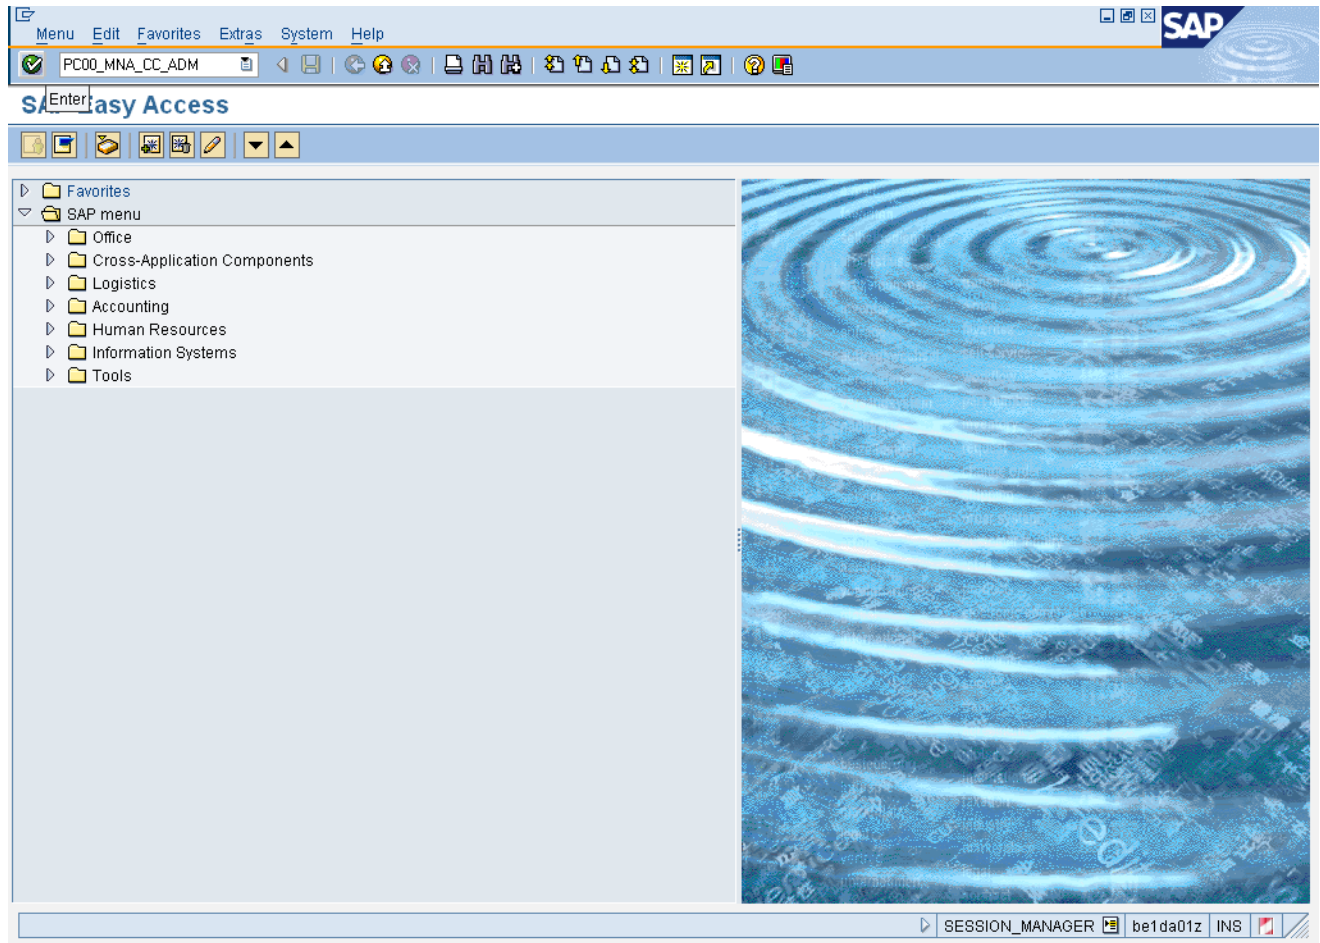 Menu Edit Favorites Extras System Help
SAP
PC00_MNA_CC_ADM
Enter
Easy Access
Favorites
SAP menu
Office
Cross-Application Components
Logistics
Accounting
Human Resources
Information Systems
Tools
SESSION_MANAGER be1da01z INS